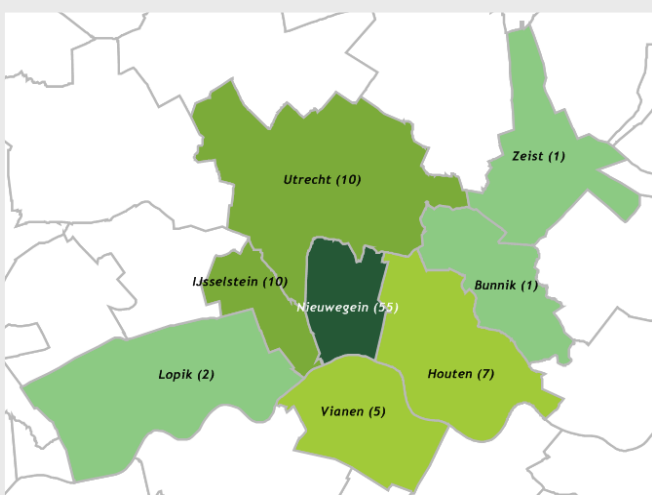 Zeist (1)
Utrecht (10)
IJsselstein (10)
Bunnik (1)
Nieuwegein (55)
Lopik (2)
Houten (7)
Vianen (5)